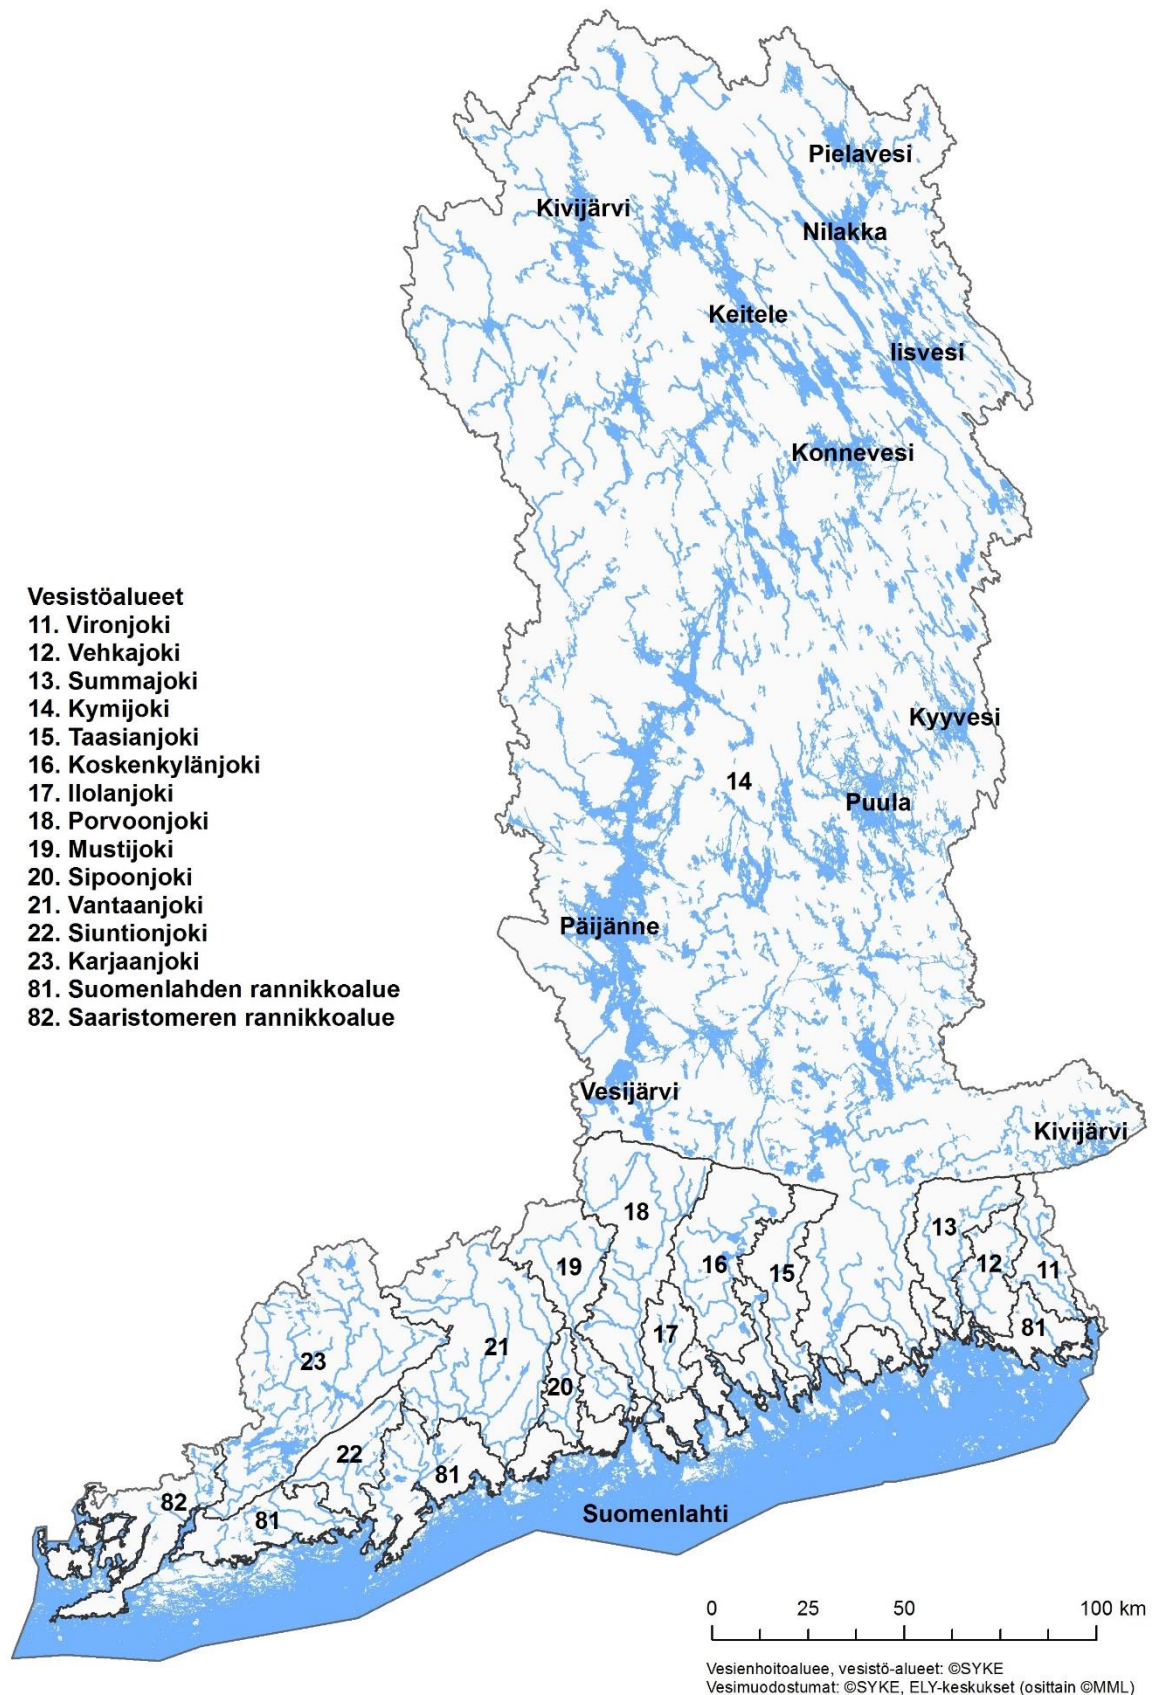 Pielavesi
Kivijärvi
Nilakka
Keitele
Iisvesi
Konnevesi
Vesistöalueet
11. Vironjoki
12. Vehkajoki
13. Summajoki
14. Kymijoki
15. Taasianjoki
16. Koskenkylänjoki
17. Ilolanjoki
18. Porvoonjoki
19. Mustijoki
20. Sipoonjoki
21. Vantaanjoki
22. Siuntionjoki
23. Karjaanjoki
81. Suomenlahden rannikkoalue
82. Saaristomeren rannikkoalue
Kyyvesi
14
Puula
Päijänne
Vesijärvi
Kivijärvi
18
13
19
16
12
15
11
17
81
21
23
20
22
81
82
81
Suomenlahti
0 25 50 100 km
Vesienhoitoaluee, vesistö-alueet: ©SYKE
Vesimuodostumat: ©SYKE, ELY-keskukset (osittain ©MML)